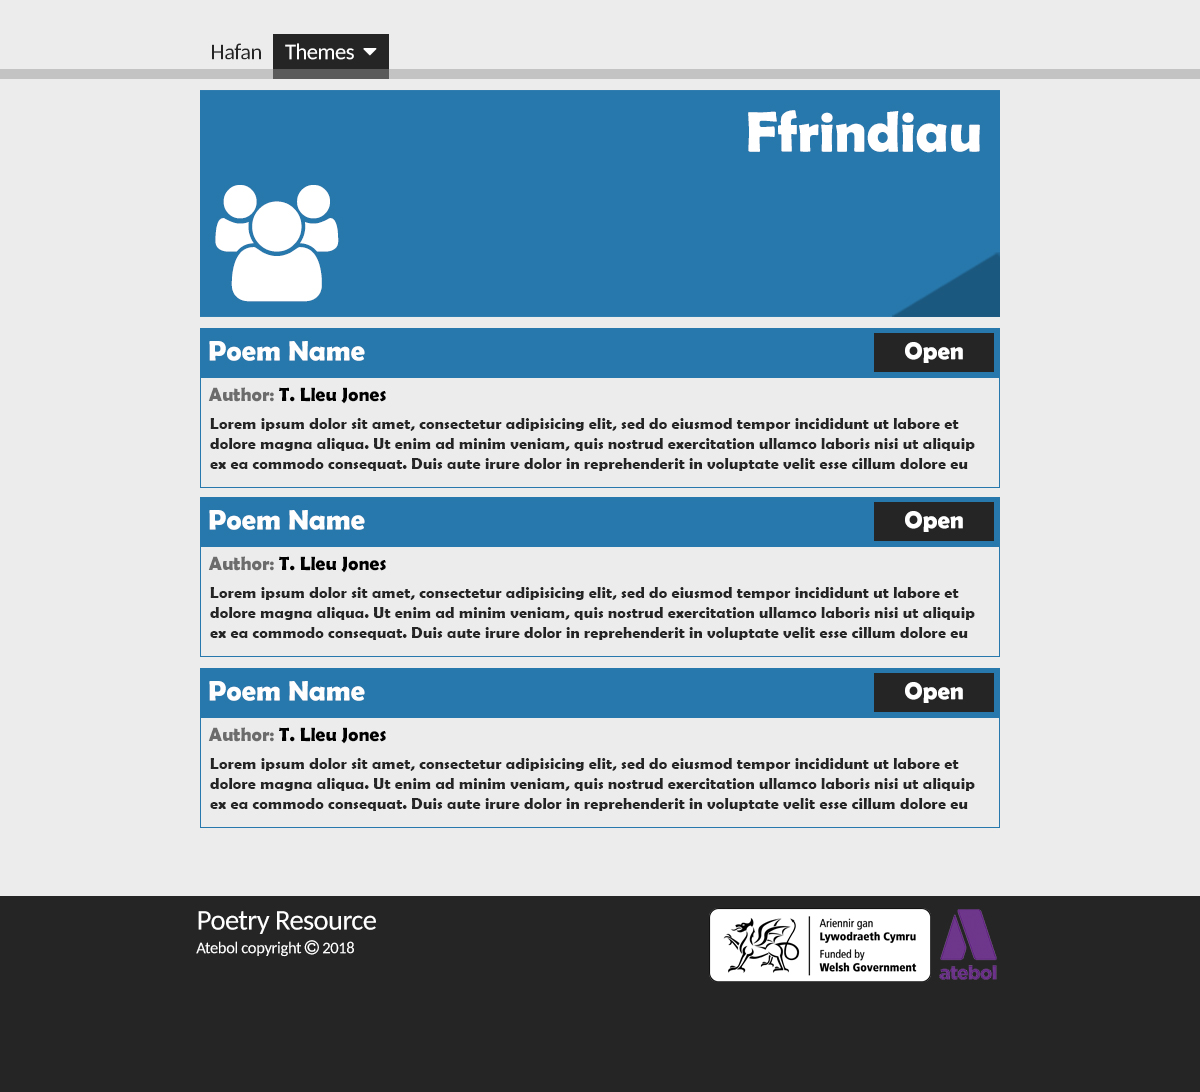 Hafan Themes
Ffrindiau
Poem Name Open
Author: T. Lleu Jones
Lorem ipsum dolor sit amet, consectetur adipisicing elit, sed do eiusmod tempor incididunt ut labore et
dolore magna aliqua. Ut enim ad minim veniam, quis nostrud exercitation ullamco laboris nisi ut aliquip
ex ea commodo consequat. Duis aute irure dolor in reprehenderit in voluptate velit esse cillum dolore eu
Poem Name Open
Author: T. Lleu Jones
Lorem ipsum dolor sit amet, consectetur adipisicing elit, sed do eiusmod tempor incididunt ut labore et
dolore magna aliqua. Ut enim ad minim veniam, quis nostrud exercitation ullamco laboris nisi ut aliquip
ex ea commodo consequat. Duis aute irure dolor in reprehenderit in voluptate velit esse cillum dolore eu
Poem Name Open
Author: T. Lleu Jones
Lorem ipsum dolor sit amet, consectetur adipisicing elit, sed do eiusmod tempor incididunt ut labore et
dolore magna aliqua. Ut enim ad minim veniam, quis nostrud exercitation ullamco laboris nisi ut aliquip
ex ea commodo consequat. Duis aute irure dolor in reprehenderit in voluptate velit esse cillum dolore eu
Poetry Resource
Atebol copyright © 2018
Ariennir gan
Lywodraeth Cymru
Funded by
Welsh Government
atebol